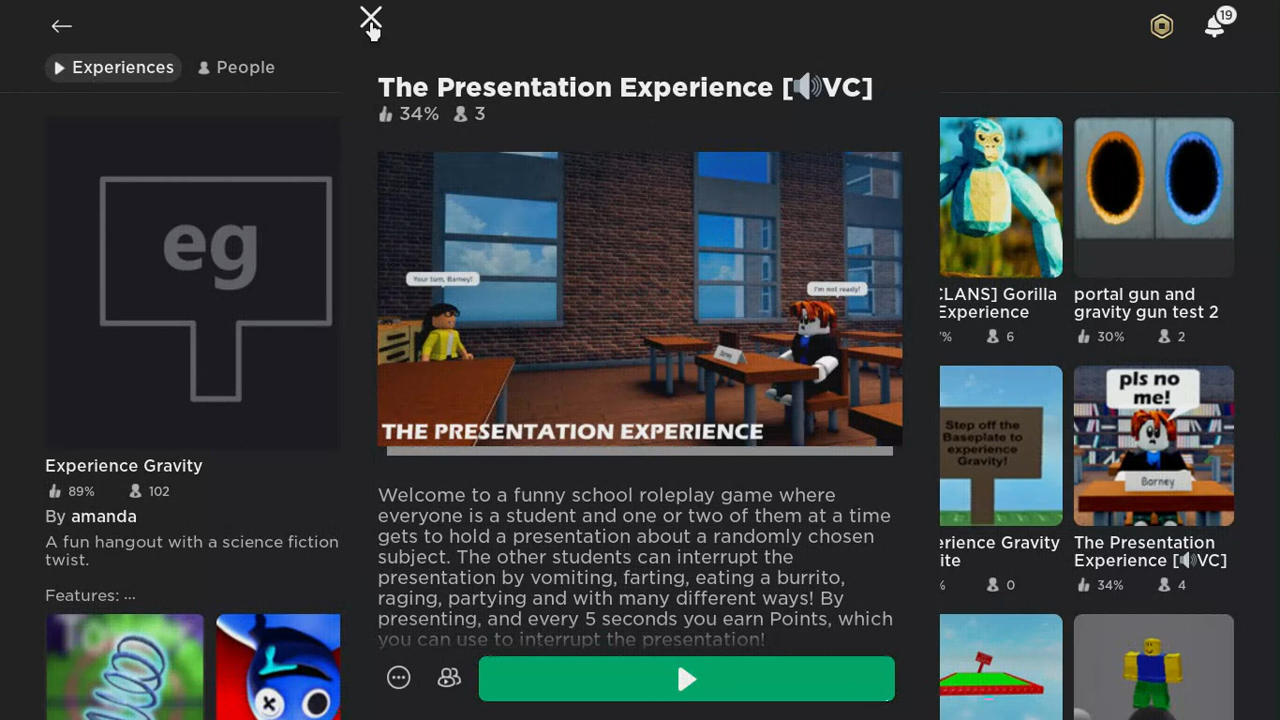 19
Experiences
People
The Presentation Experience [🔊VC]
34%
3
Your turn, Barney!
I'm not ready!
Barney
THE PRESENTATION EXPERIENCE
Welcome to a funny school roleplay game where
everyone is a student and one or two of them at a time
gets to hold a presentation about a randomly chosen
subject. The other students can interrupt the
presentation by vomiting, farting, eating a burrito,
raging, partying and with many different ways! By
presenting, and every 5 seconds you earn Points, which
you can use to interrupt the presentation!
eg
Experience Gravity
89%
102
By amanda
A fun hangout with a science fiction
twist.
Features: ...
CLANS] Gorilla
Experience
%
6
portal gun and
gravity gun test 2
30%
2
Step off the
Baseplate to
experience
Gravity!
erience Gravity
ite
%
0
pls no
me!
Barney
The Presentation
Experience [🔊VC]
34%
4